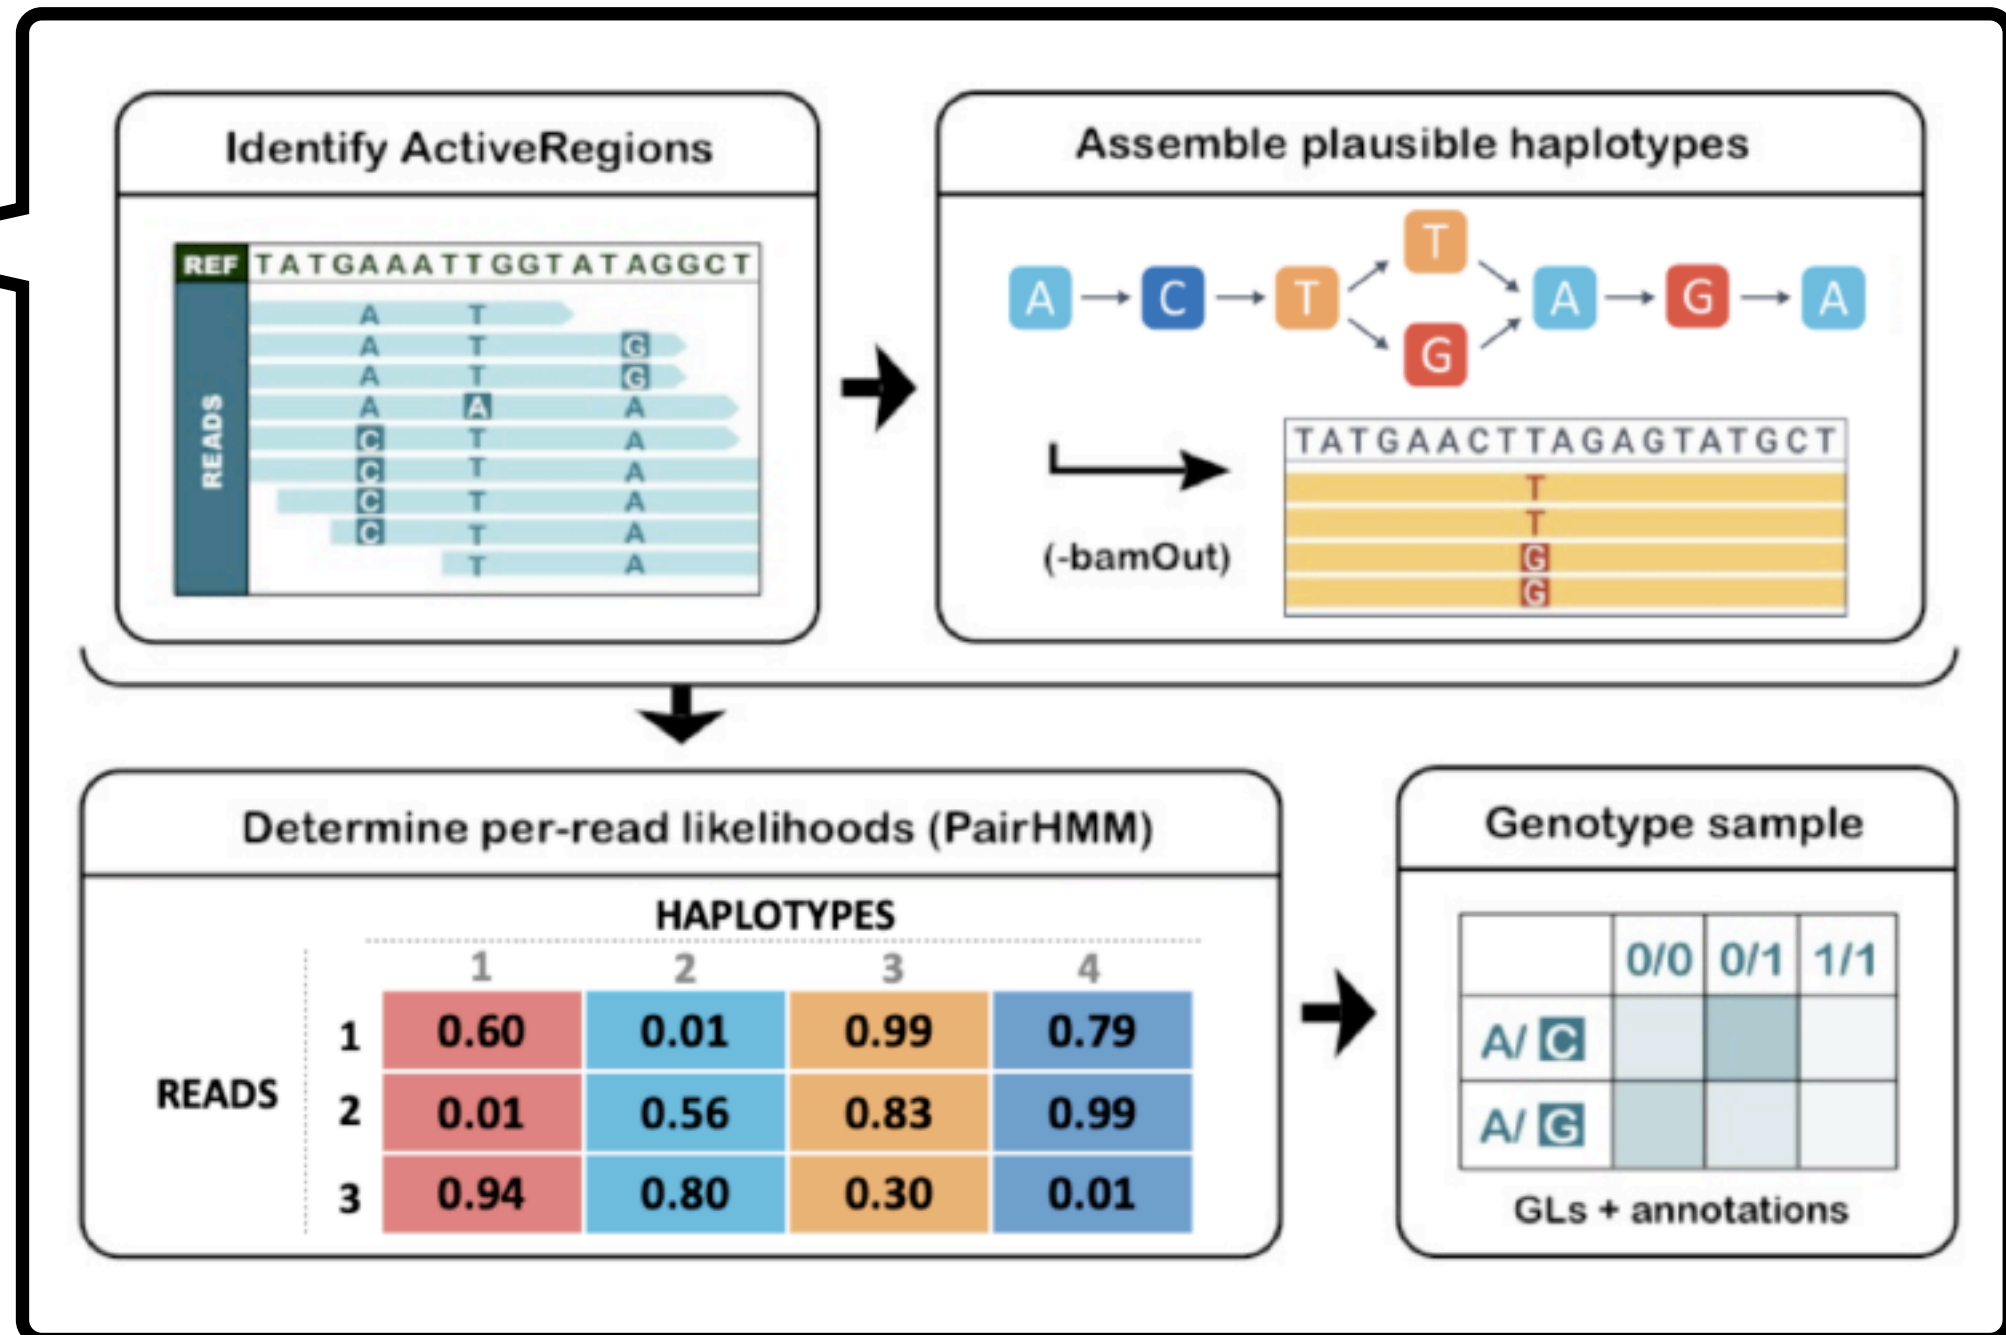 Identify ActiveRegions
REF TATGAAATTGGTATAGGCT
READS
A T
A T G
A T G
A A A
C T A
C T A
C T A
C T A
T A
Assemble plausible haplotypes
T
A C T A G A
G
(-bamOut)
TATGAACTTAGAGTATGCT
T
T
G
G
Determine per-read likelihoods (PairHMM)
HAPLOTYPES
1 2 3 4
READS
1 0.60 0.01 0.99 0.79
2 0.01 0.56 0.83 0.99
3 0.94 0.80 0.30 0.01
Genotype sample
0/0 0/1 1/1
A/ C
A/ G
GLs + annotations